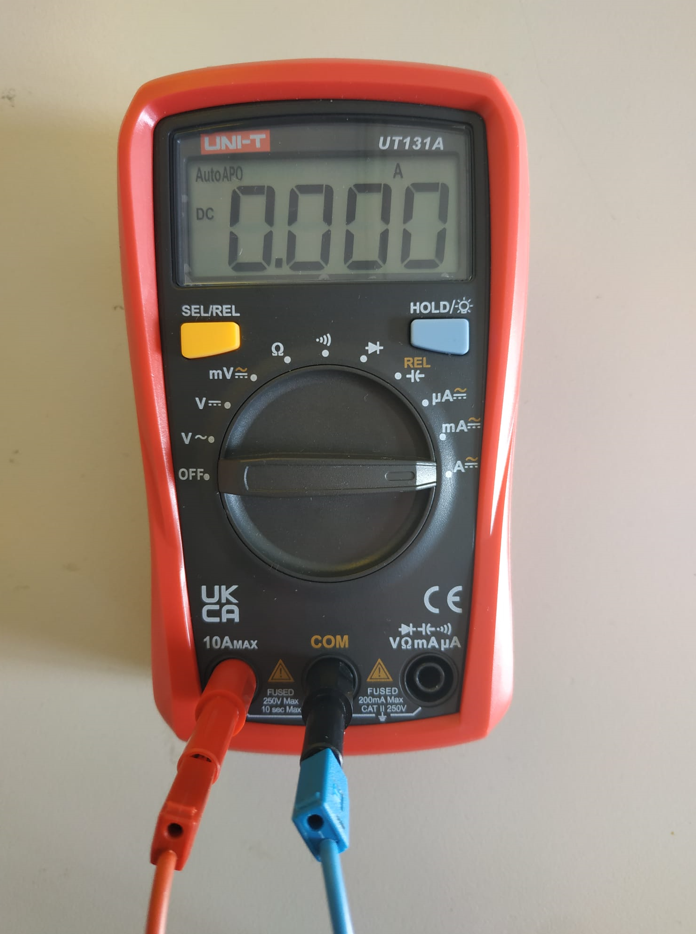 UNI-T UT131A
AutoAPO A
DC 0.000
SEL/REL HOLD/
Ω
REL
mV
µA
V
mA
V~
A
OFF
UK
CA
CE
10AMAX COM VΩmAµA
FUSED
250V Max
10 sec Max
FUSED
200mA Max
CAT II 250V